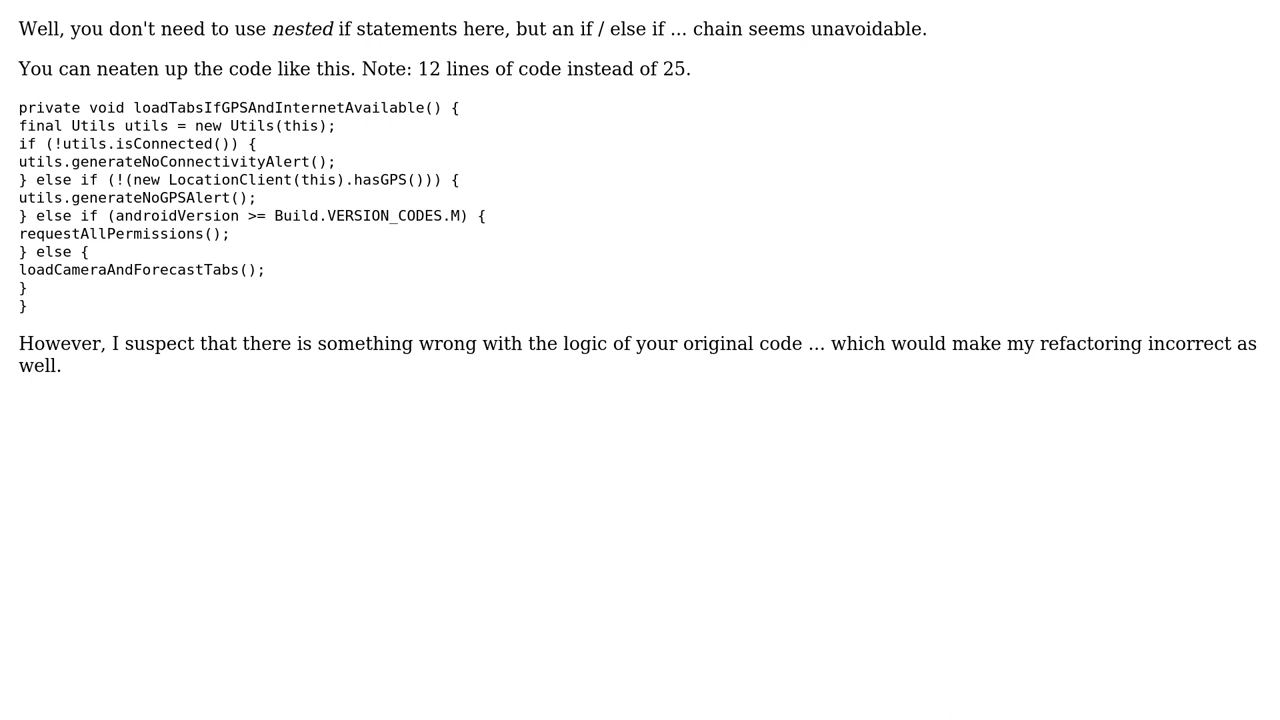 Well, you don't need to use nested if statements here, but an if / else if ... chain seems unavoidable.
You can neaten up the code like this. Note: 12 lines of code instead of 25.
private void loadTabsIfGPSAndInternetAvailable() {
final Utils utils = new Utils(this);
if (!utils.isConnected()) {
utils.generateNoConnectivityAlert();
} else if (!(new LocationClient(this).hasGPS())) {
utils.generateNoGPSAlert();
} else if (androidVersion >= Build.VERSION_CODES.M) {
requestAllPermissions();
} else {
loadCameraAndForecastTabs();
}
}
However, I suspect that there is something wrong with the logic of your original code ... which would make my refactoring incorrect as
well.